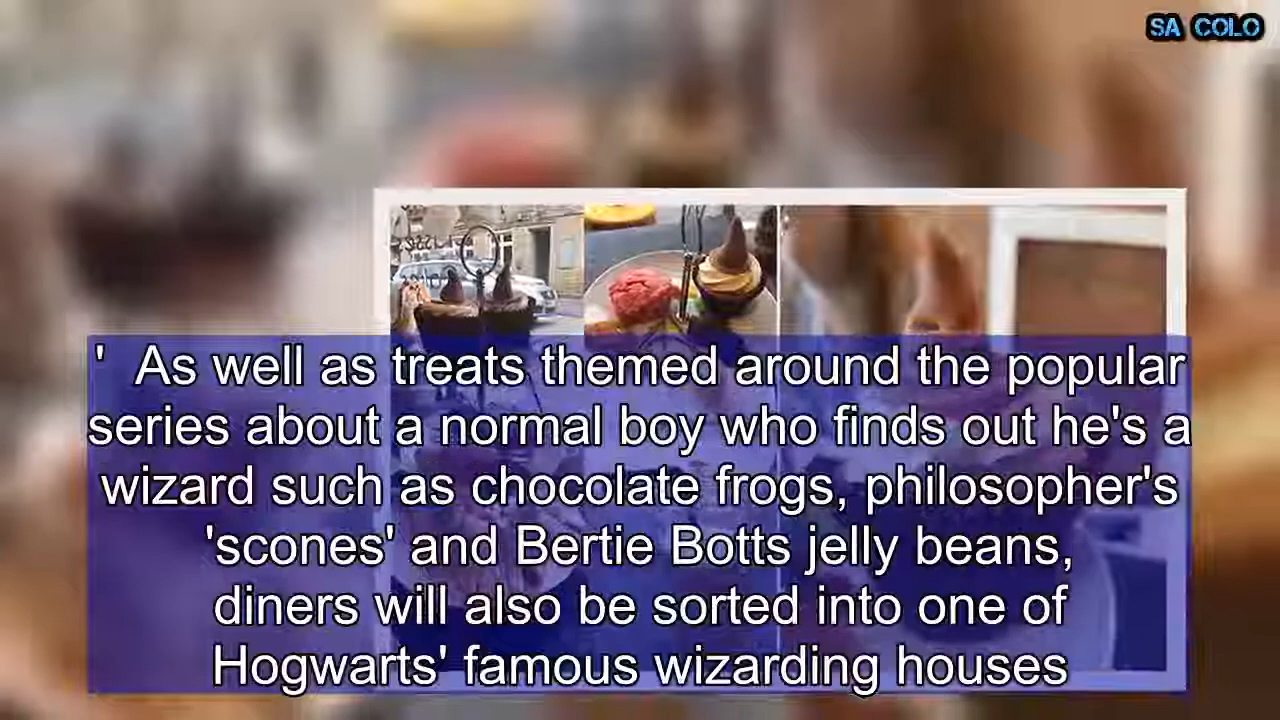 SA COLO
' As well as treats themed around the popular
series about a normal boy who finds out he's a
wizard such as chocolate frogs, philosopher's
'scones' and Bertie Botts jelly beans,
diners will also be sorted into one of
Hogwarts' famous wizarding houses